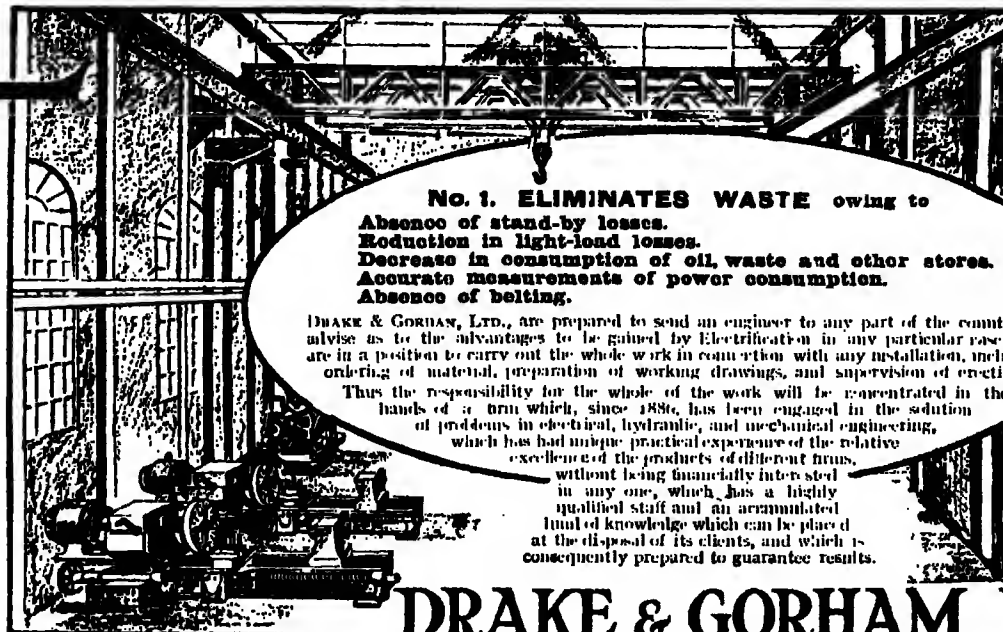 No. 1. ELIMINATES WASTE owing to
Absence of stand-by losses.
Reduction in light-load losses.
Decrease in consumption of oil, waste and other stores.
Accurate measurements of power consumption.
Absence of belting.
DRAKE & GORHAM, LTD., are prepared to send an engineer to any part of the
advise as to the advantages to be gained by Electrification in any particular case
are in a position to carry out the whole work in connection with any installation,
ordering of material, preparation of working drawings, and supervision of
Thus the responsibility for the whole of the work will be concentrated in
hands of a firm which, since 1886, has been engaged in the solution
of problems in electrical, hydraulic, and mechanical engineering,
which has had unique practical experience of the relative
excellence of the products of different firms,
without being financially interested
in any one, which has a highly
qualified staff and an accumulated
fund of knowledge which can be placed
at the disposal of its clients, and which is
consequently prepared to guarantee results.
DRAKE & GORHAM